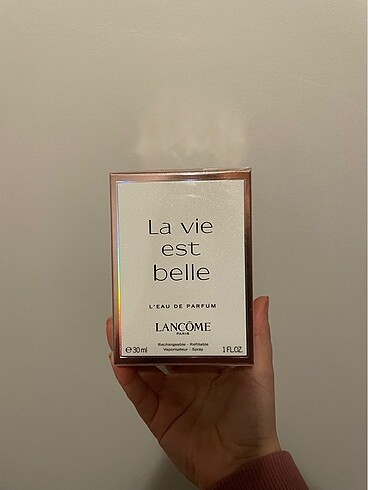 La vie
est
belle
L'EAU DE PARFUM
LANCÔME
PARIS
Rechargeable - Refillable
Vaporisateur - Spray
℮ 30 ml 1 FL.OZ.